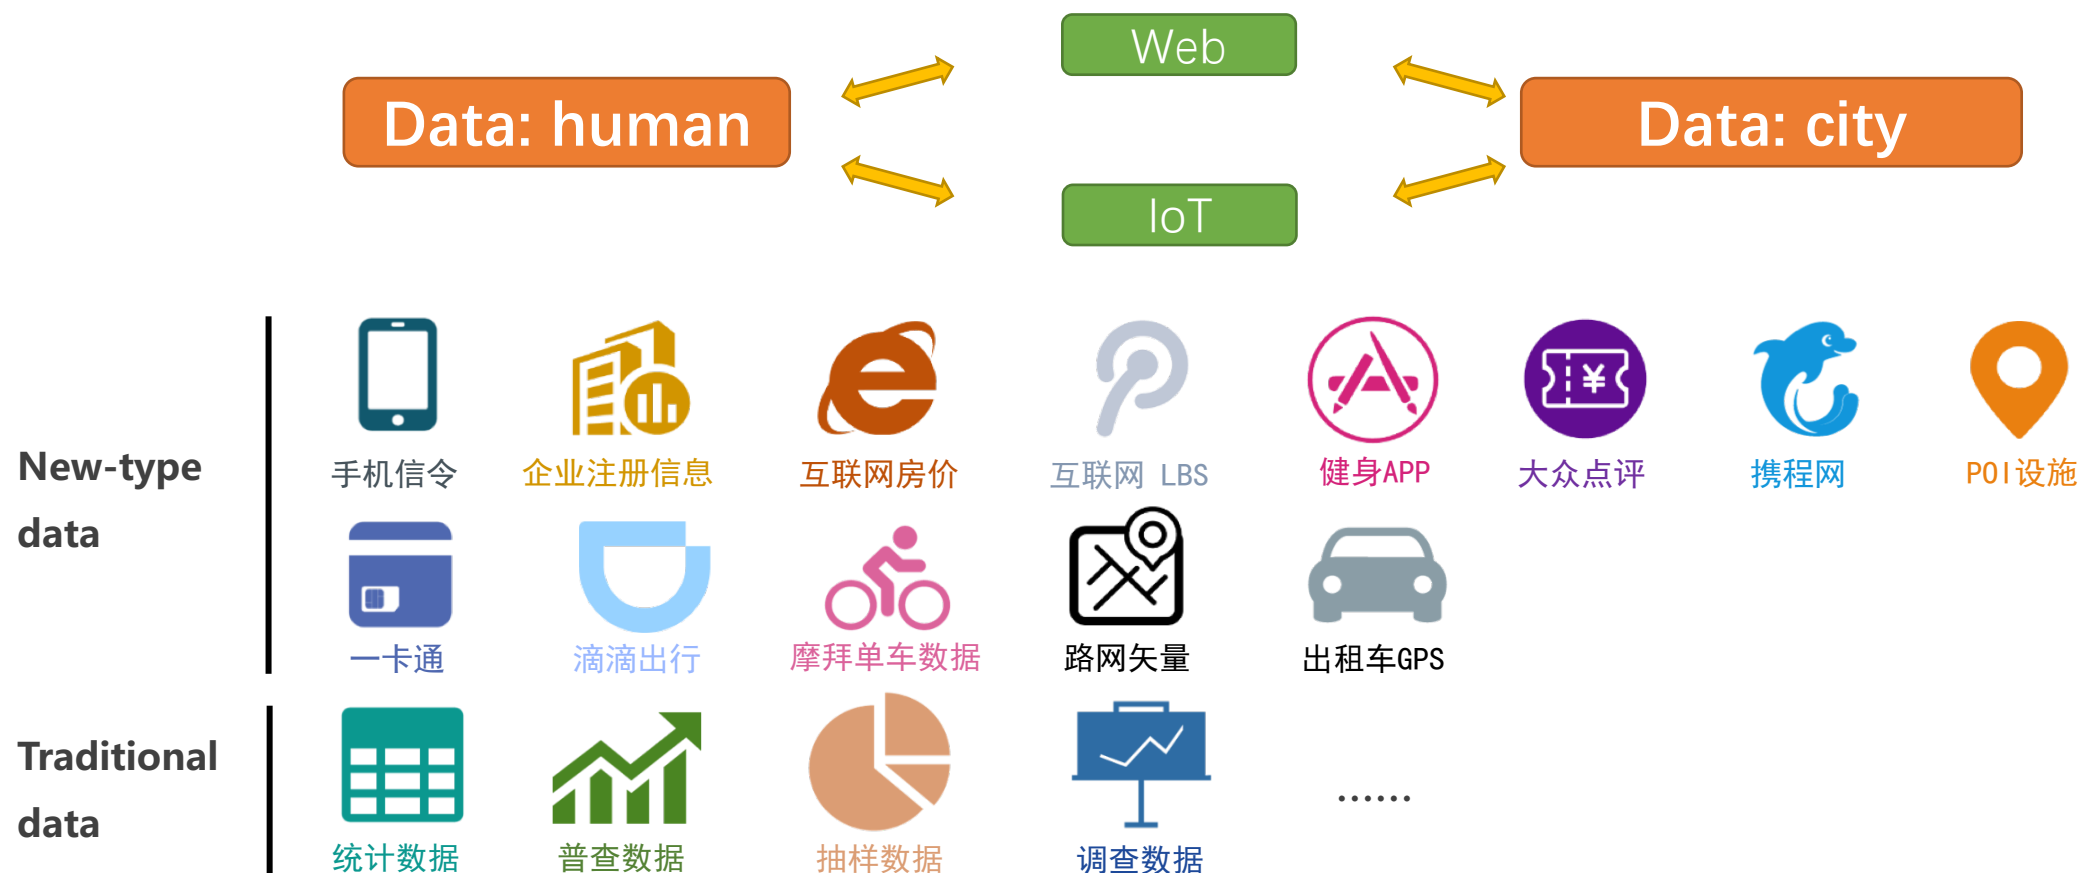 Web
Data: human
Data: city
IoT
New-type
data
手机信令
企业注册信息
互联网房价
互联网 LBS
健身APP
大众点评
携程网
POI设施
一卡通
滴滴出行
摩拜单车数据
路网矢量
出租车GPS
Traditional
data
统计数据
普查数据
抽样数据
调查数据
……